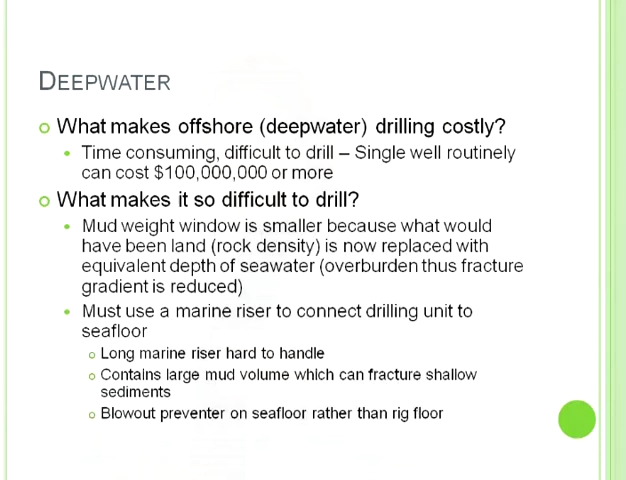 DEEPWATER
What makes offshore (deepwater) drilling costly?
Time consuming, difficult to drill – Single well routinely
can cost $100,000,000 or more
What makes it so difficult to drill?
Mud weight window is smaller because what would
have been land (rock density) is now replaced with
equivalent depth of seawater (overburden thus fracture
gradient is reduced)
Must use a marine riser to connect drilling unit to
seafloor
Long marine riser hard to handle
Contains large mud volume which can fracture shallow
sediments
Blowout preventer on seafloor rather than rig floor